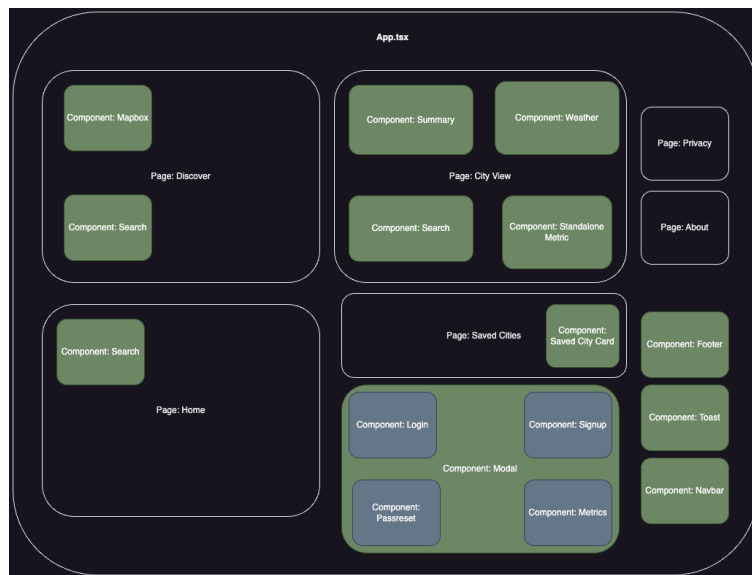 App.tsx
Component: Mapbox
Page: Discover
Component: Search
Component: Summary
Component: Weather
Page: City View
Component: Search
Component: Standalone
Metric
Page: Privacy
Page: About
Component: Search
Page: Home
Page: Saved Cities
Component:
Saved City Card
Component: Login
Component: Signup
Component: Modal
Component:
Passreset
Component: Metrics
Component: Footer
Component: Toast
Component: Navbar